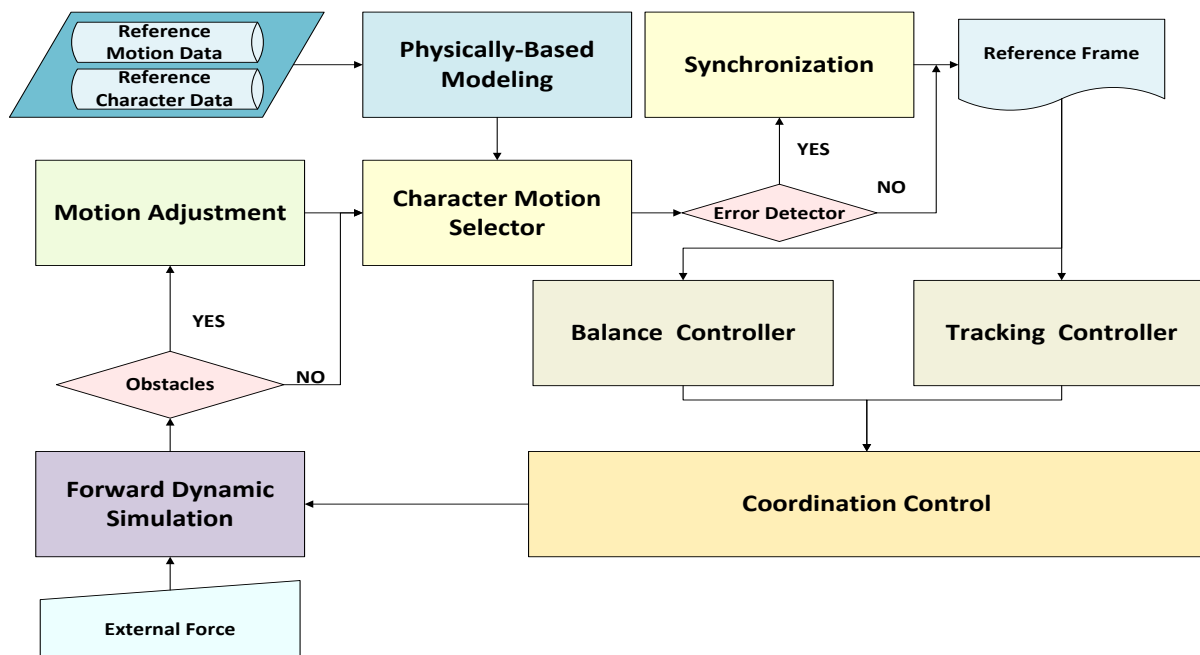 Reference
Motion Data
Reference
Character Data
Physically-Based
Modeling
Synchronization
Reference Frame
YES
NO
Motion Adjustment
Character Motion
Selector
Error Detector
YES
Balance Controller
Tracking Controller
Obstacles
NO
Forward Dynamic
Simulation
Coordination Control
External Force